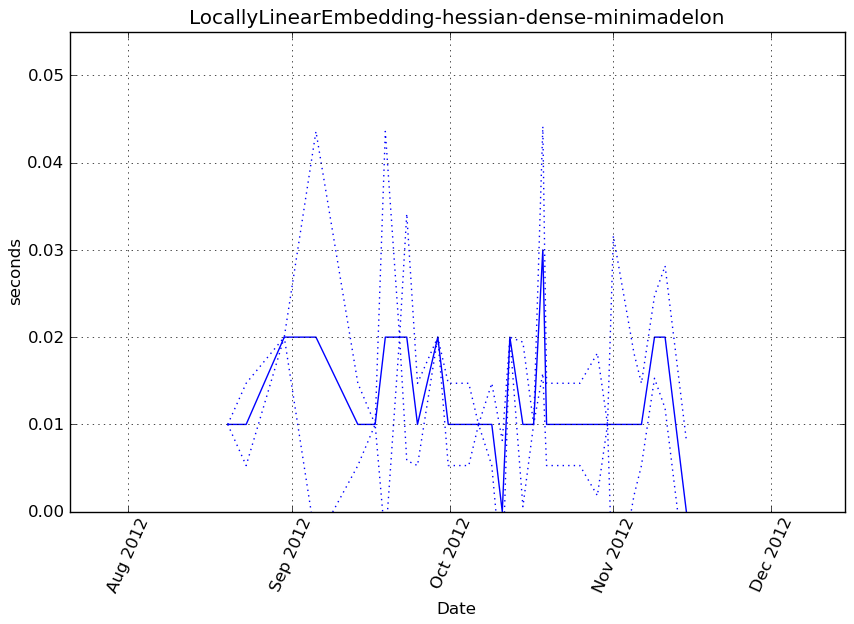 LocallyLinearEmbedding-hessian-dense-minimadelon
0.05
0.04
0.03
0.02
0.01
0.00
seconds
Aug 2012
Sep 2012
Oct 2012
Nov 2012
Dec 2012
Date